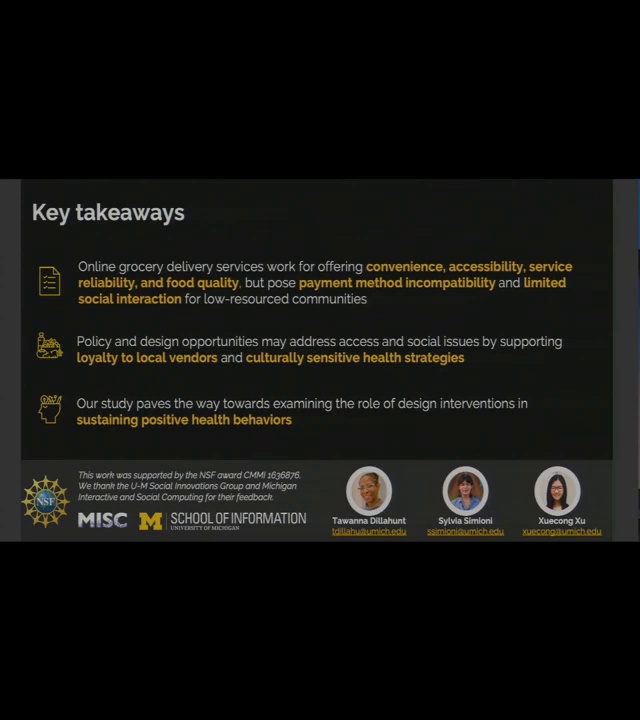 Key takeaways
Online grocery delivery services work for offering convenience, accessibility, service
reliability, and food quality, but pose payment method incompatibility and limited
social interaction for low-resourced communities
Policy and design opportunities may address access and social issues by supporting
loyalty to local vendors and culturally sensitive health strategies
Our study paves the way towards examining the role of design interventions in
sustaining positive health behaviors
This work was supported by the NSF award CMMI 1636876.
We thank the U-M Social Innovations Group and Michigan
Interactive and Social Computing for their feedback.
NSF
MISC
M SCHOOL OF INFORMATION
UNIVERSITY OF MICHIGAN
Tawanna Dillahunt
tdillahu@umich.edu
Sylvia Simioni
ssimioni@umich.edu
Xuecong Xu
xuecong@umich.edu